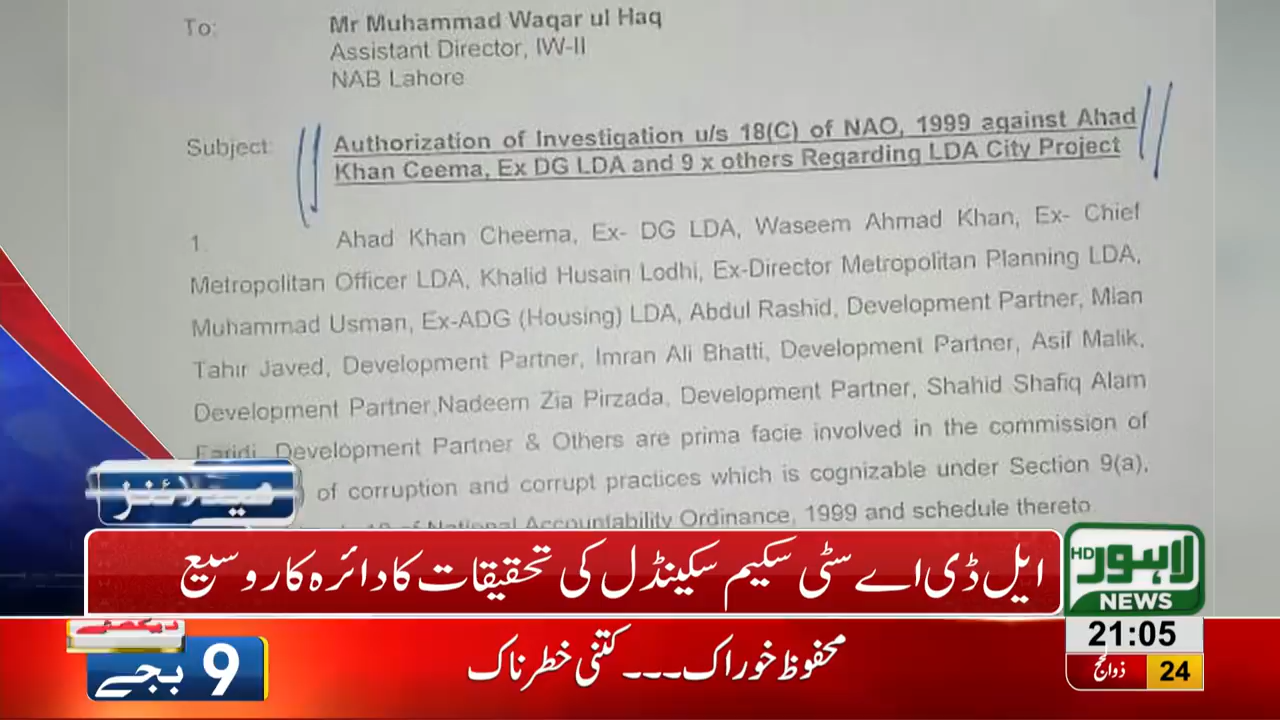 To: Mr Muhammad Waqar ul Haq
Assistant Director, IW-II
NAB Lahore
Subject: Authorization of Investigation u/s 18(C) of NAO, 1999 against Ahad
Khan Ceema, Ex DG LDA and 9 x others Regarding LDA City Project
1. Ahad Khan Cheema, Ex- DG LDA, Waseem Ahmad Khan, Ex- Chief
Metropolitan Officer LDA, Khalid Husain Lodhi, Ex-Director Metropolitan Planning LDA,
Muhammad Usman, Ex-ADG (Housing) LDA, Abdul Rashid, Development Partner, Mian
Tahir Javed, Development Partner, Imran Ali Bhatti, Development Partner, Asif Malik,
Development Partner,Nadeem Zia Pirzada, Development Partner, Shahid Shafiq Alam
Faridi, Development Partner & Others are prima facie involved in the commission of
of corruption and corrupt practices which is cognizable under Section 9(a),
of National Accountability Ordinance, 1999 and schedule thereto
ہیڈلائنز
ایل ڈی اے سٹی سکیم سکینڈل کی تحقیقات کا دائرہ کار وسیع
لاہور HD
NEWS
دیکھئے
9 بجے
محفوظ خوراک ۔۔۔ کتنی خطرناک
21:05
24 ذوالحج